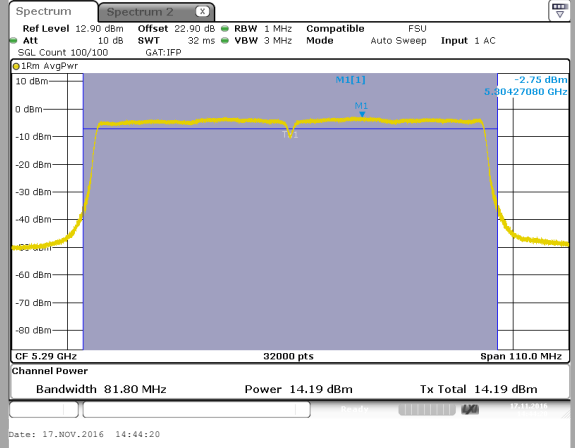 Spectrum Spectrum 2 X
Ref Level 12.90 dBm Offset 22.90 dB RBW 1 MHz Compatible FSU
Att 10 dB SWT 32 ms VBW 3 MHz Mode Auto Sweep Input 1 AC
SGL Count 100/100 GAT:IFP
1Rm AvgPwr
10 dBm M1[1] -2.75 dBm
5.30427080 GHz
0 dBm M1
-10 dBm
-20 dBm
-30 dBm
-40 dBm
-50 dBm
-60 dBm
-70 dBm
-80 dBm
CF 5.29 GHz 32000 pts Span 110.0 MHz
Channel Power
Bandwidth 81.80 MHz Power 14.19 dBm Tx Total 14.19 dBm
Ready 17.11.2016
Date: 17.NOV.2016 14:44:20